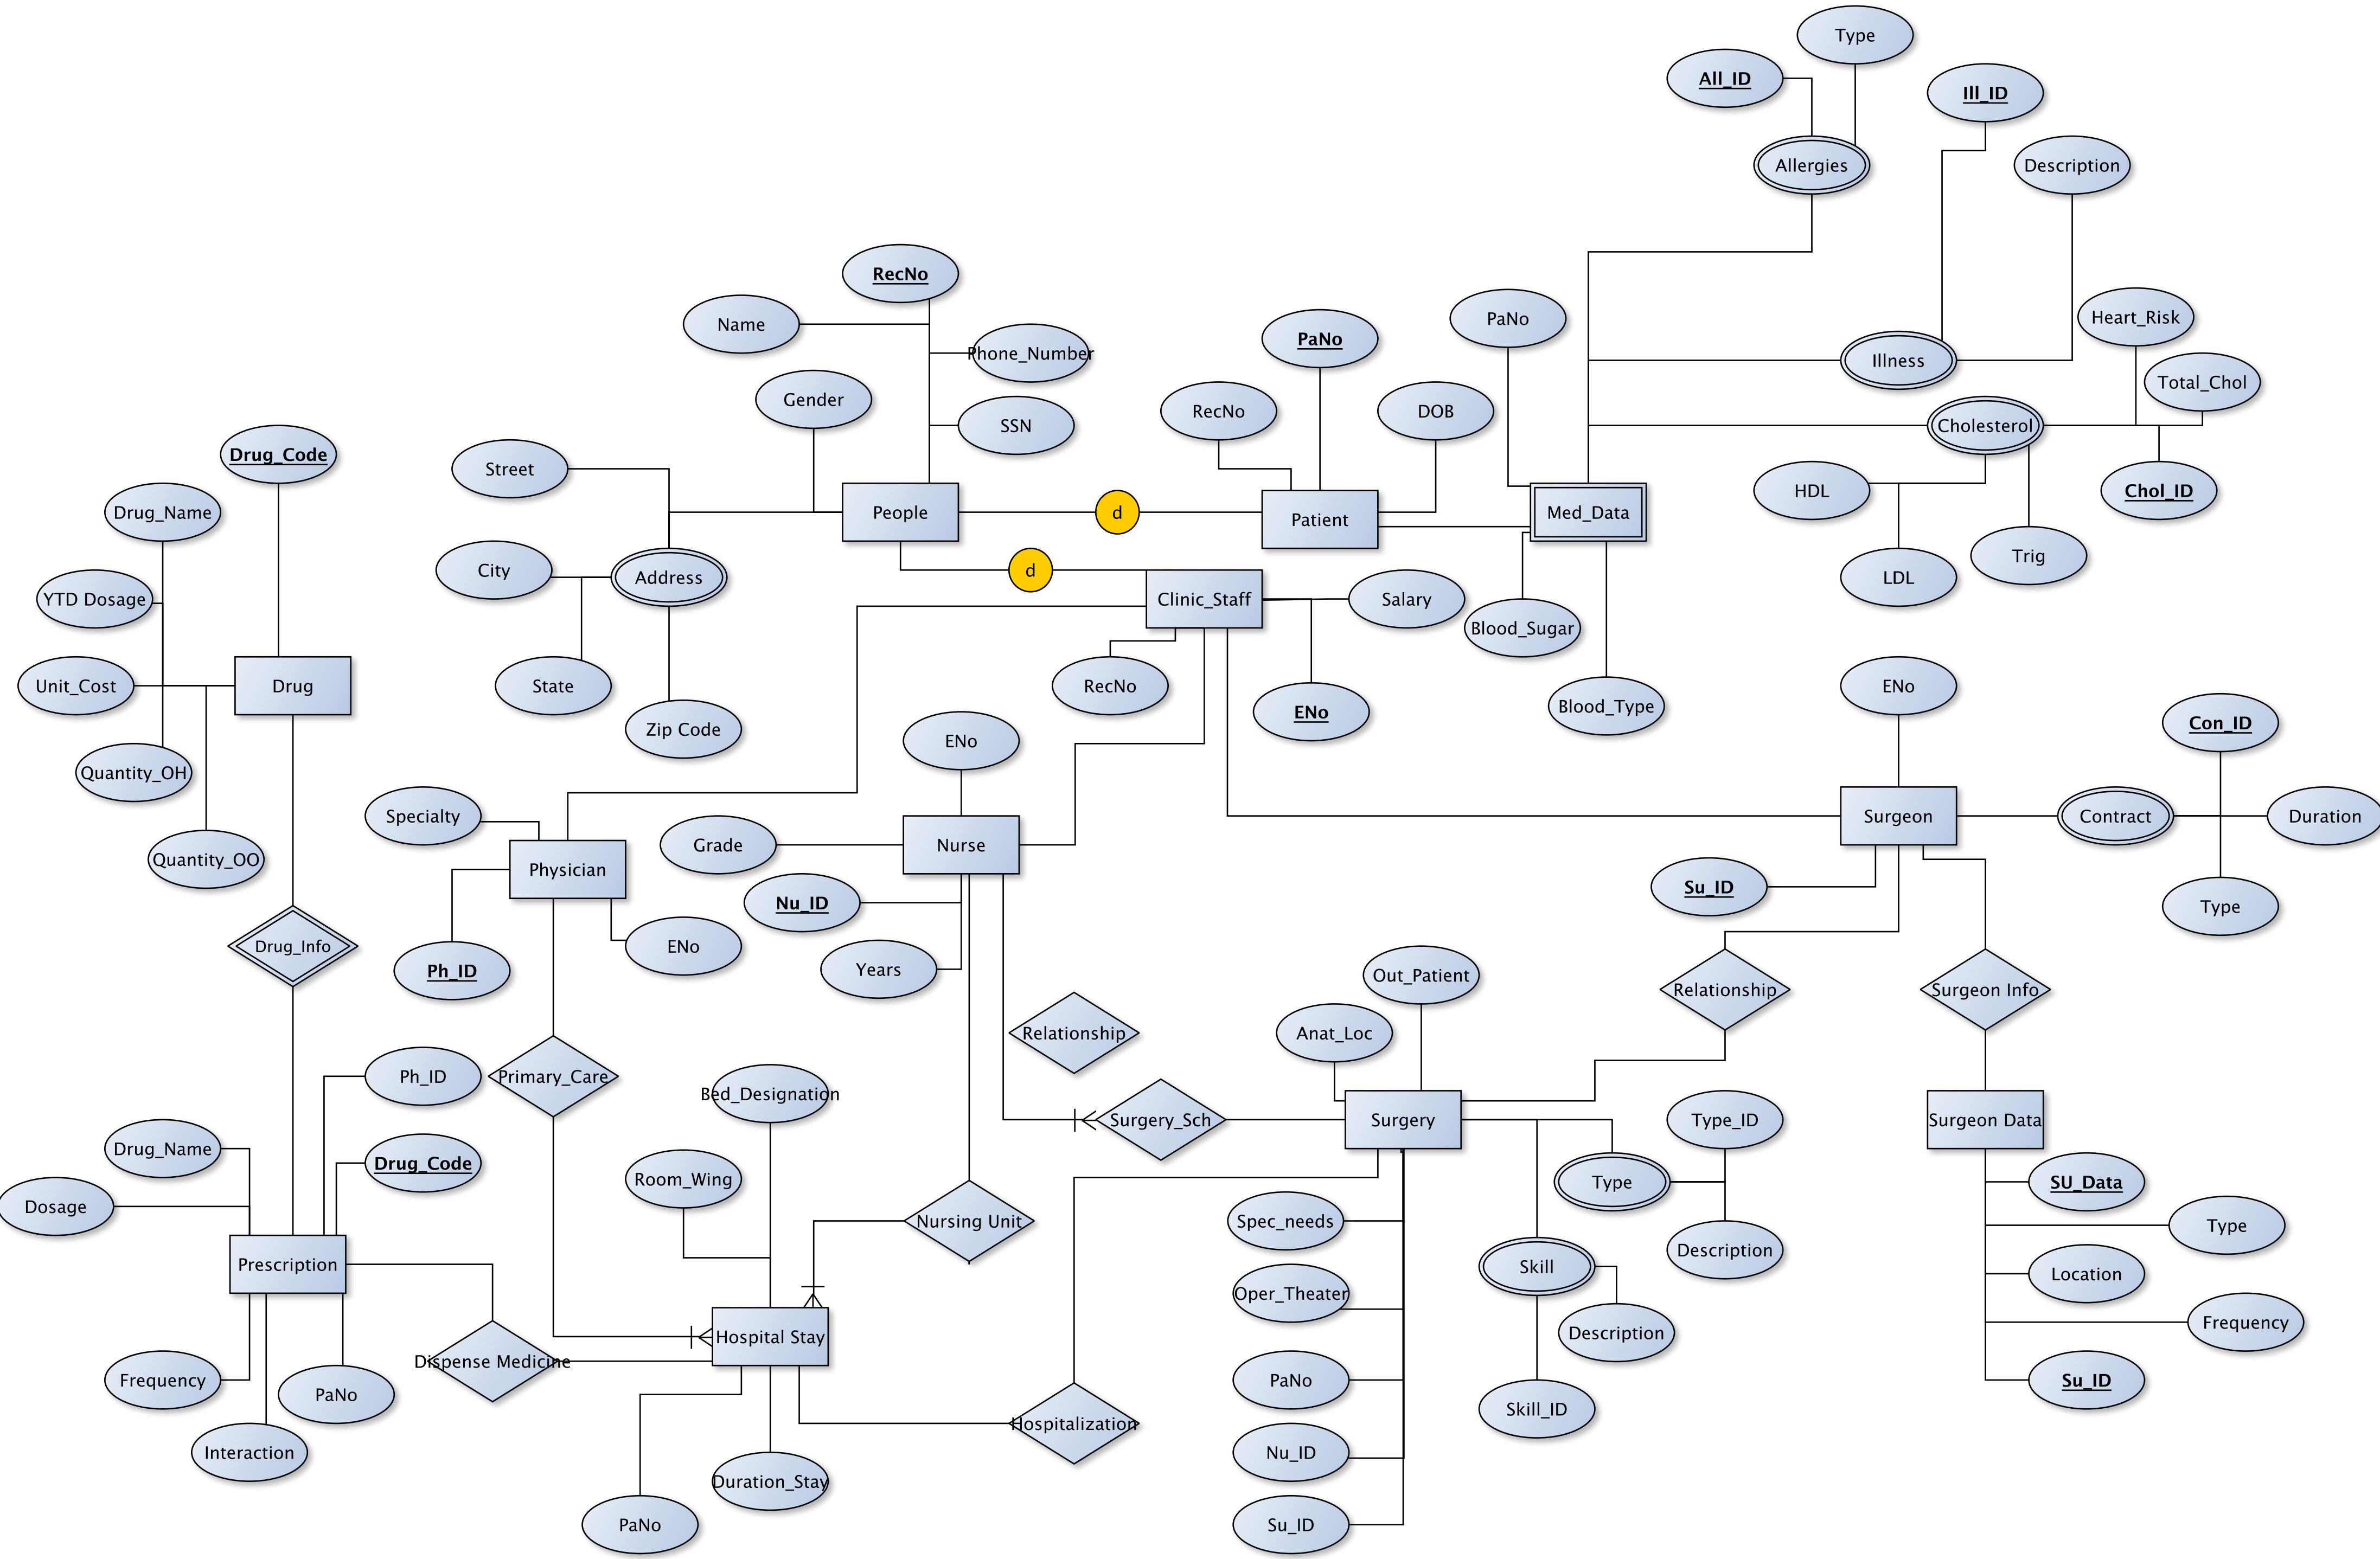 Type
All_ID
Ill_ID
Allergies
Description
RecNo
Name
Phone_Number
Gender
SSN
PaNo
PaNo
Heart_Risk
Illness
Total_Chol
RecNo
DOB
Cholesterol
Drug_Code
Street
HDL
Chol_ID
Drug_Name
People
d
Patient
Med_Data
Trig
City
Address
d
LDL
YTD Dosage
Clinic_Staff
Salary
Blood_Sugar
Unit_Cost
Drug
State
RecNo
ENo
Blood_Type
ENo
Zip Code
ENo
Con_ID
Quantity_OH
Specialty
Grade
Nurse
Surgeon
Contract
Duration
Quantity_OO
Physician
Nu_ID
Su_ID
Type
Drug_Info
ENo
Ph_ID
Years
Out_Patient
Relationship
Surgeon Info
Relationship
Anat_Loc
Ph_ID
Primary_Care
Bed_Designation
Surgery_Sch
Surgery
Type_ID
Surgeon Data
Drug_Name
Drug_Code
Room_Wing
Type
SU_Data
Dosage
Nursing Unit
Spec_needs
Description
Type
Prescription
Skill
Location
Oper_Theater
Hospital Stay
Description
Frequency
Dispense Medicine
Frequency
PaNo
PaNo
Su_ID
Skill_ID
Hospitalization
Interaction
Nu_ID
Duration_Stay
PaNo
Su_ID